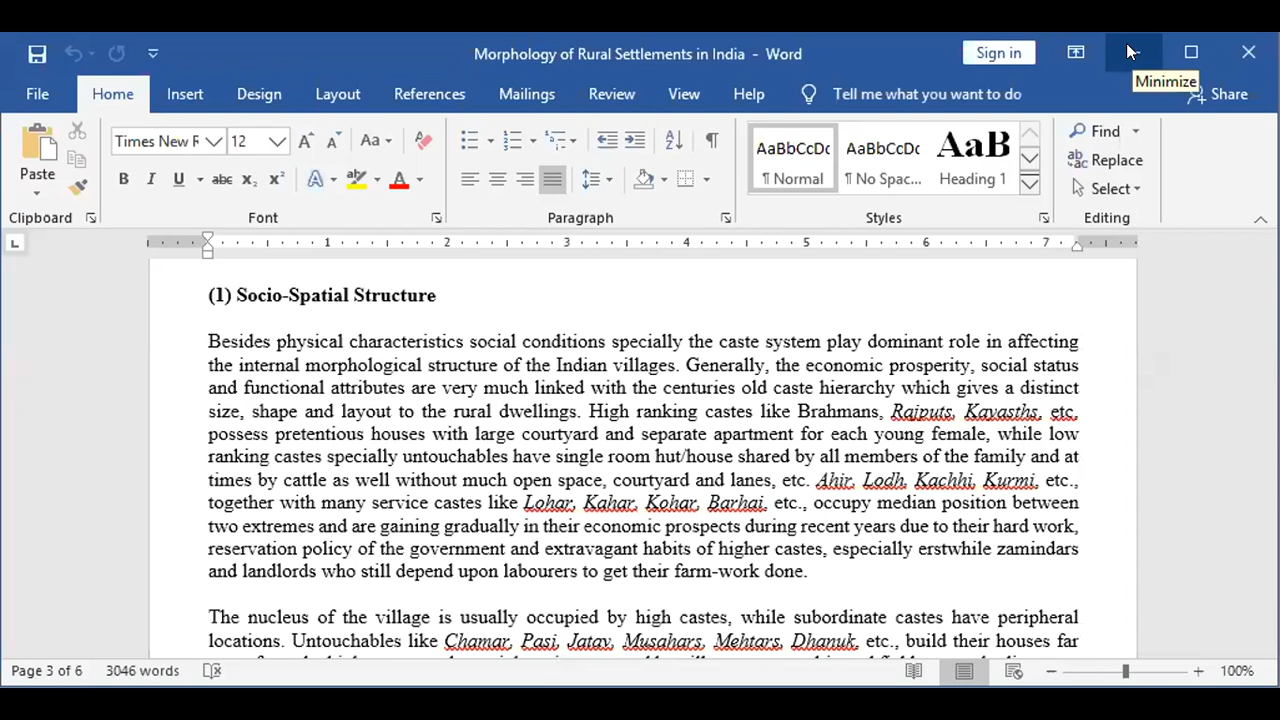 Morphology of Rural Settlements in India - Word
Sign in
Minimize
File Home Insert Design Layout References Mailings Review View Help Tell me what you want to do Share
Paste
Times New R 12
Aa
B I U abc x₂ x² A A
AaBbCcDc AaBbCcDc AaBbC
¶ Normal ¶ No Spac... Heading 1
Find
Replace
Select
Clipboard Font Paragraph Styles Editing
1 2 3 4 5 6 7
(1) Socio-Spatial Structure
Besides physical characteristics social conditions specially the caste system play dominant role in affecting
the internal morphological structure of the Indian villages. Generally, the economic prosperity, social status
and functional attributes are very much linked with the centuries old caste hierarchy which gives a distinct
size, shape and layout to the rural dwellings. High ranking castes like Brahmans, Rajputs, Kayasths, etc,
possess pretentious houses with large courtyard and separate apartment for each young female, while low
ranking castes specially untouchables have single room hut/house shared by all members of the family and at
times by cattle as well without much open space, courtyard and lanes, etc. Ahir, Lodh, Kachhi, Kurmi, etc.,
together with many service castes like Lohar, Kahar, Kohar, Barhai, etc., occupy median position between
two extremes and are gaining gradually in their economic prospects during recent years due to their hard work,
reservation policy of the government and extravagant habits of higher castes, especially erstwhile zamindars
and landlords who still depend upon labourers to get their farm-work done.
The nucleus of the village is usually occupied by high castes, while subordinate castes have peripheral
locations. Untouchables like Chamar, Pasi, Jatav, Musahars, Mehtars, Dhanuk, etc., build their houses far
Page 3 of 6 3046 words 100%